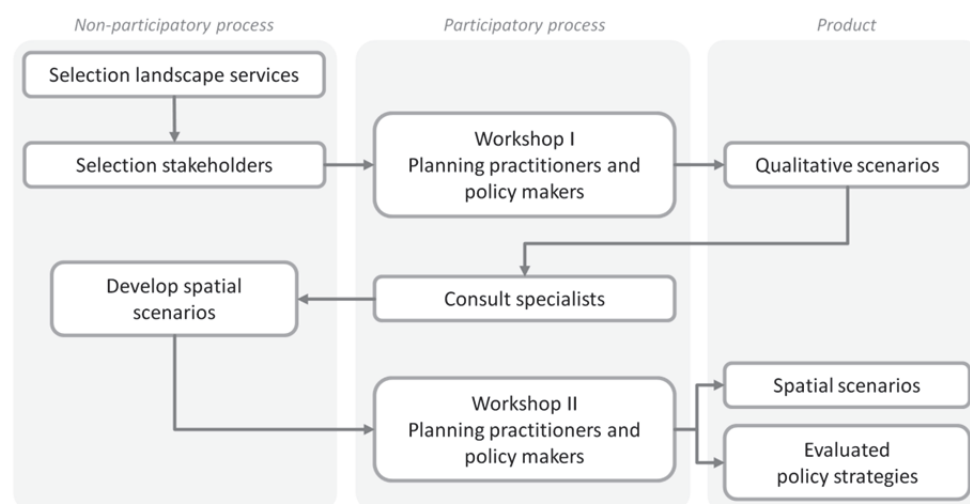 Non-participatory process
Participatory process
Product
Selection landscape services
Selection stakeholders
Workshop I
Planning practitioners and
policy makers
Qualitative scenarios
Develop spatial
scenarios
Consult specialists
Workshop II
Planning practitioners and
policy makers
Spatial scenarios
Evaluated
policy strategies